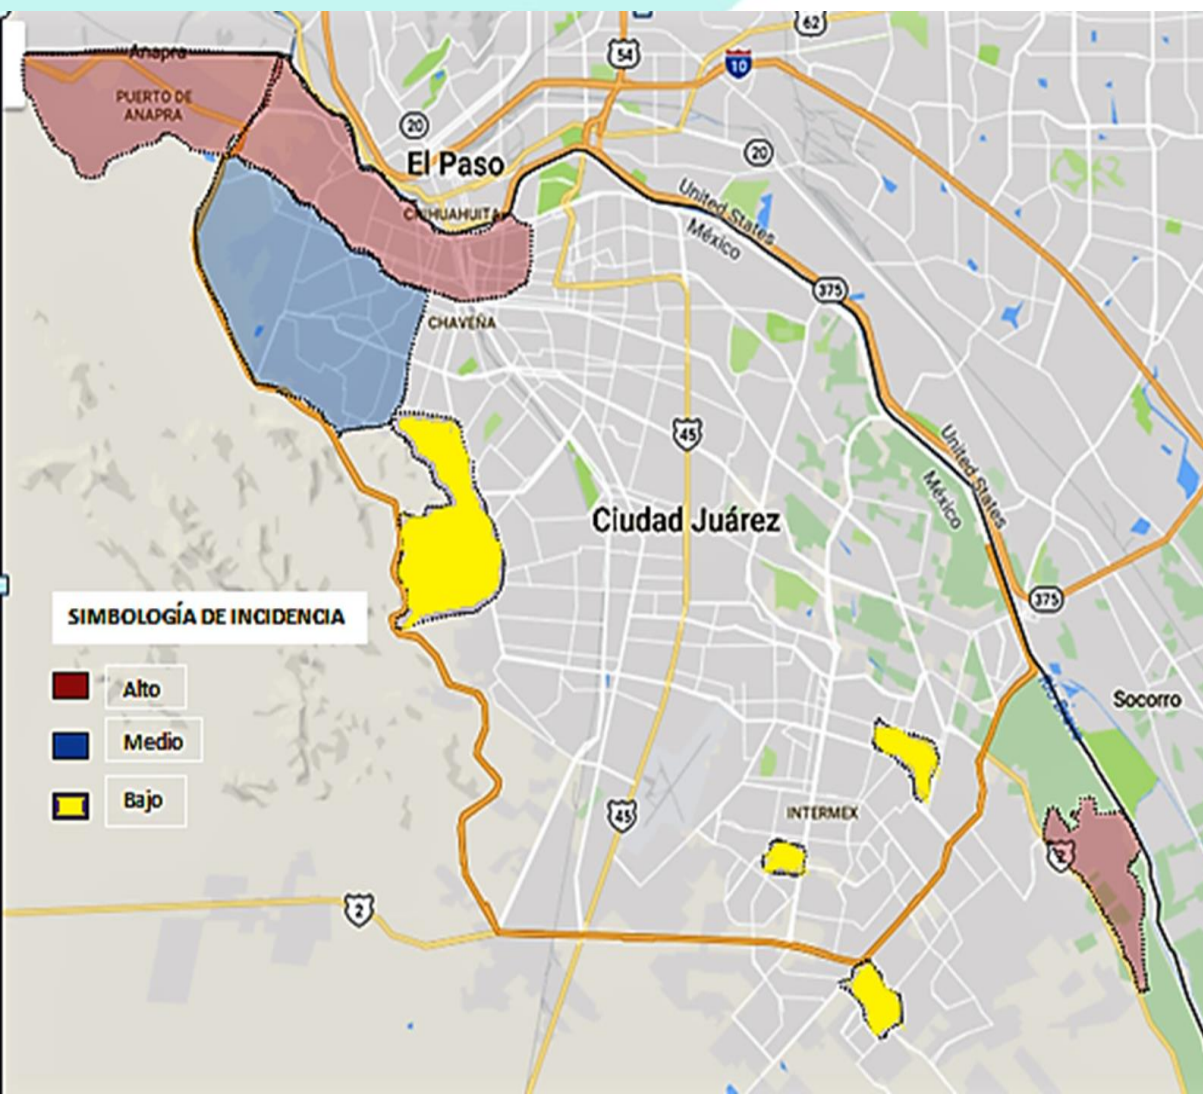 62
54
10
Anapra
PUERTO DE
ANAPRA
20
El Paso
20
CHIHUAHUITA
United States
México
375
CHAVEÑA
45
United States
México
Ciudad Juárez
375
SIMBOLOGÍA DE INCIDENCIA
Alto
Medio
Bajo
Socorro
INTERMEX
45
2
2